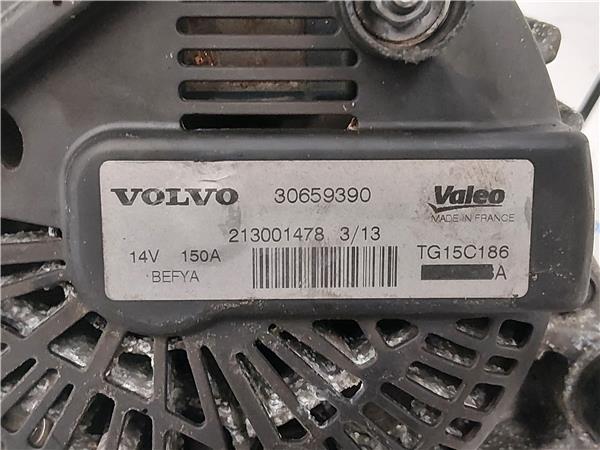 VOLVO 30659390 Valeo
MADE IN FRANCE
213001478 3/13
14V 150A TG15C186
BEFYA A